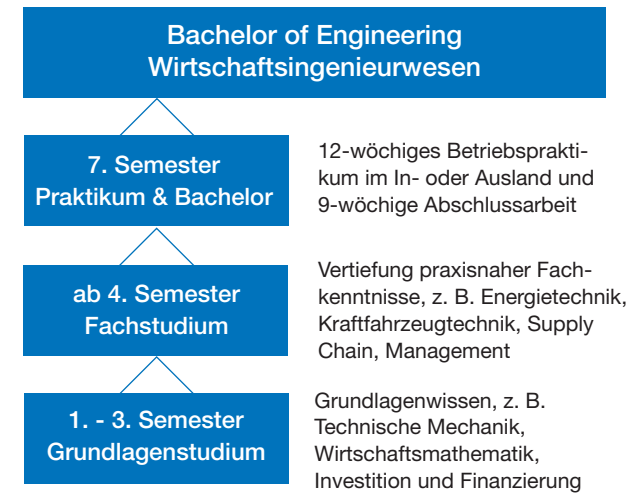 Bachelor of Engineering
Wirtschaftsingenieurwesen
7. Semester
Praktikum & Bachelor
12-wöchiges Betriebsprakti-
kum im In- oder Ausland und
9-wöchige Abschlussarbeit
ab 4. Semester
Fachstudium
Vertiefung praxisnaher Fach-
kenntnisse, z. B. Energietechnik,
Kraftfahrzeugtechnik, Supply
Chain, Management
1. - 3. Semester
Grundlagenstudium
Grundlagenwissen, z. B.
Technische Mechanik,
Wirtschaftsmathematik,
Investition und Finanzierung